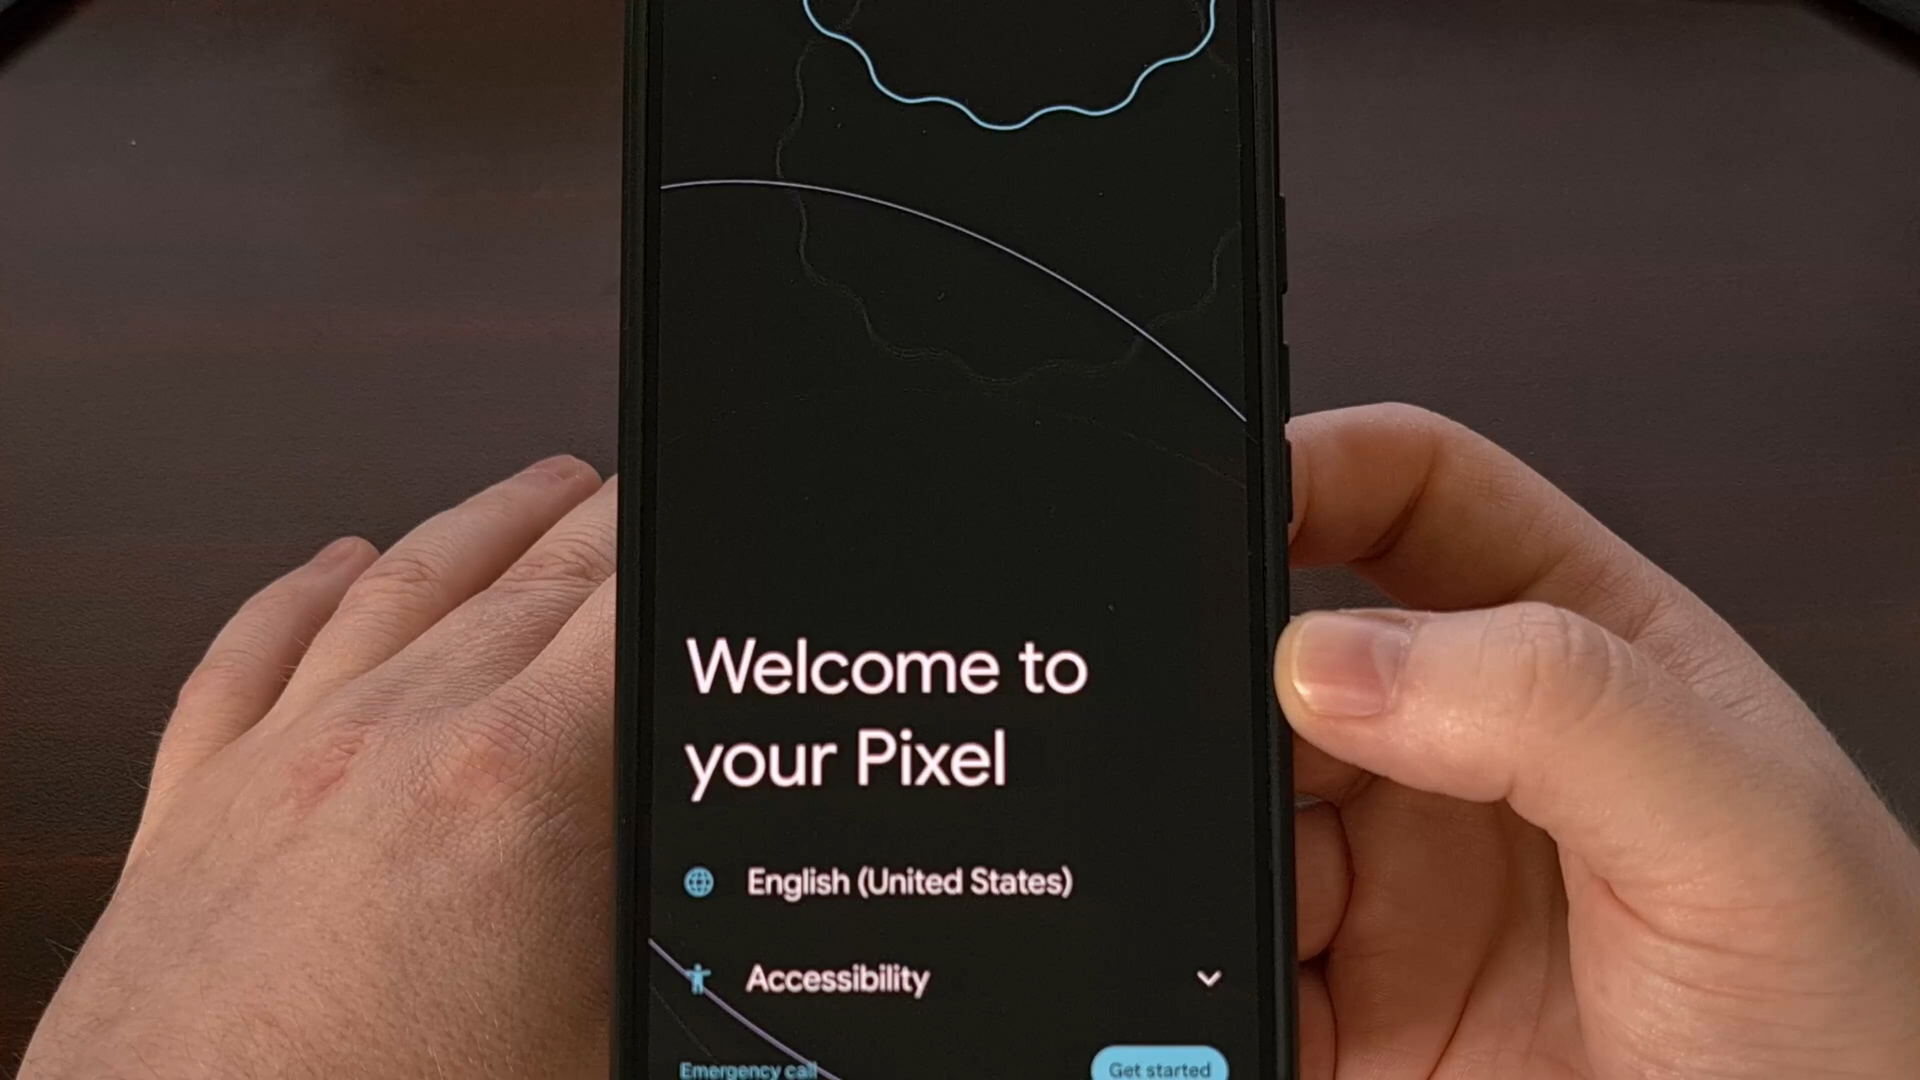 Welcome to
your Pixel
English (United States)
Accessibility
Emergency call
Get started